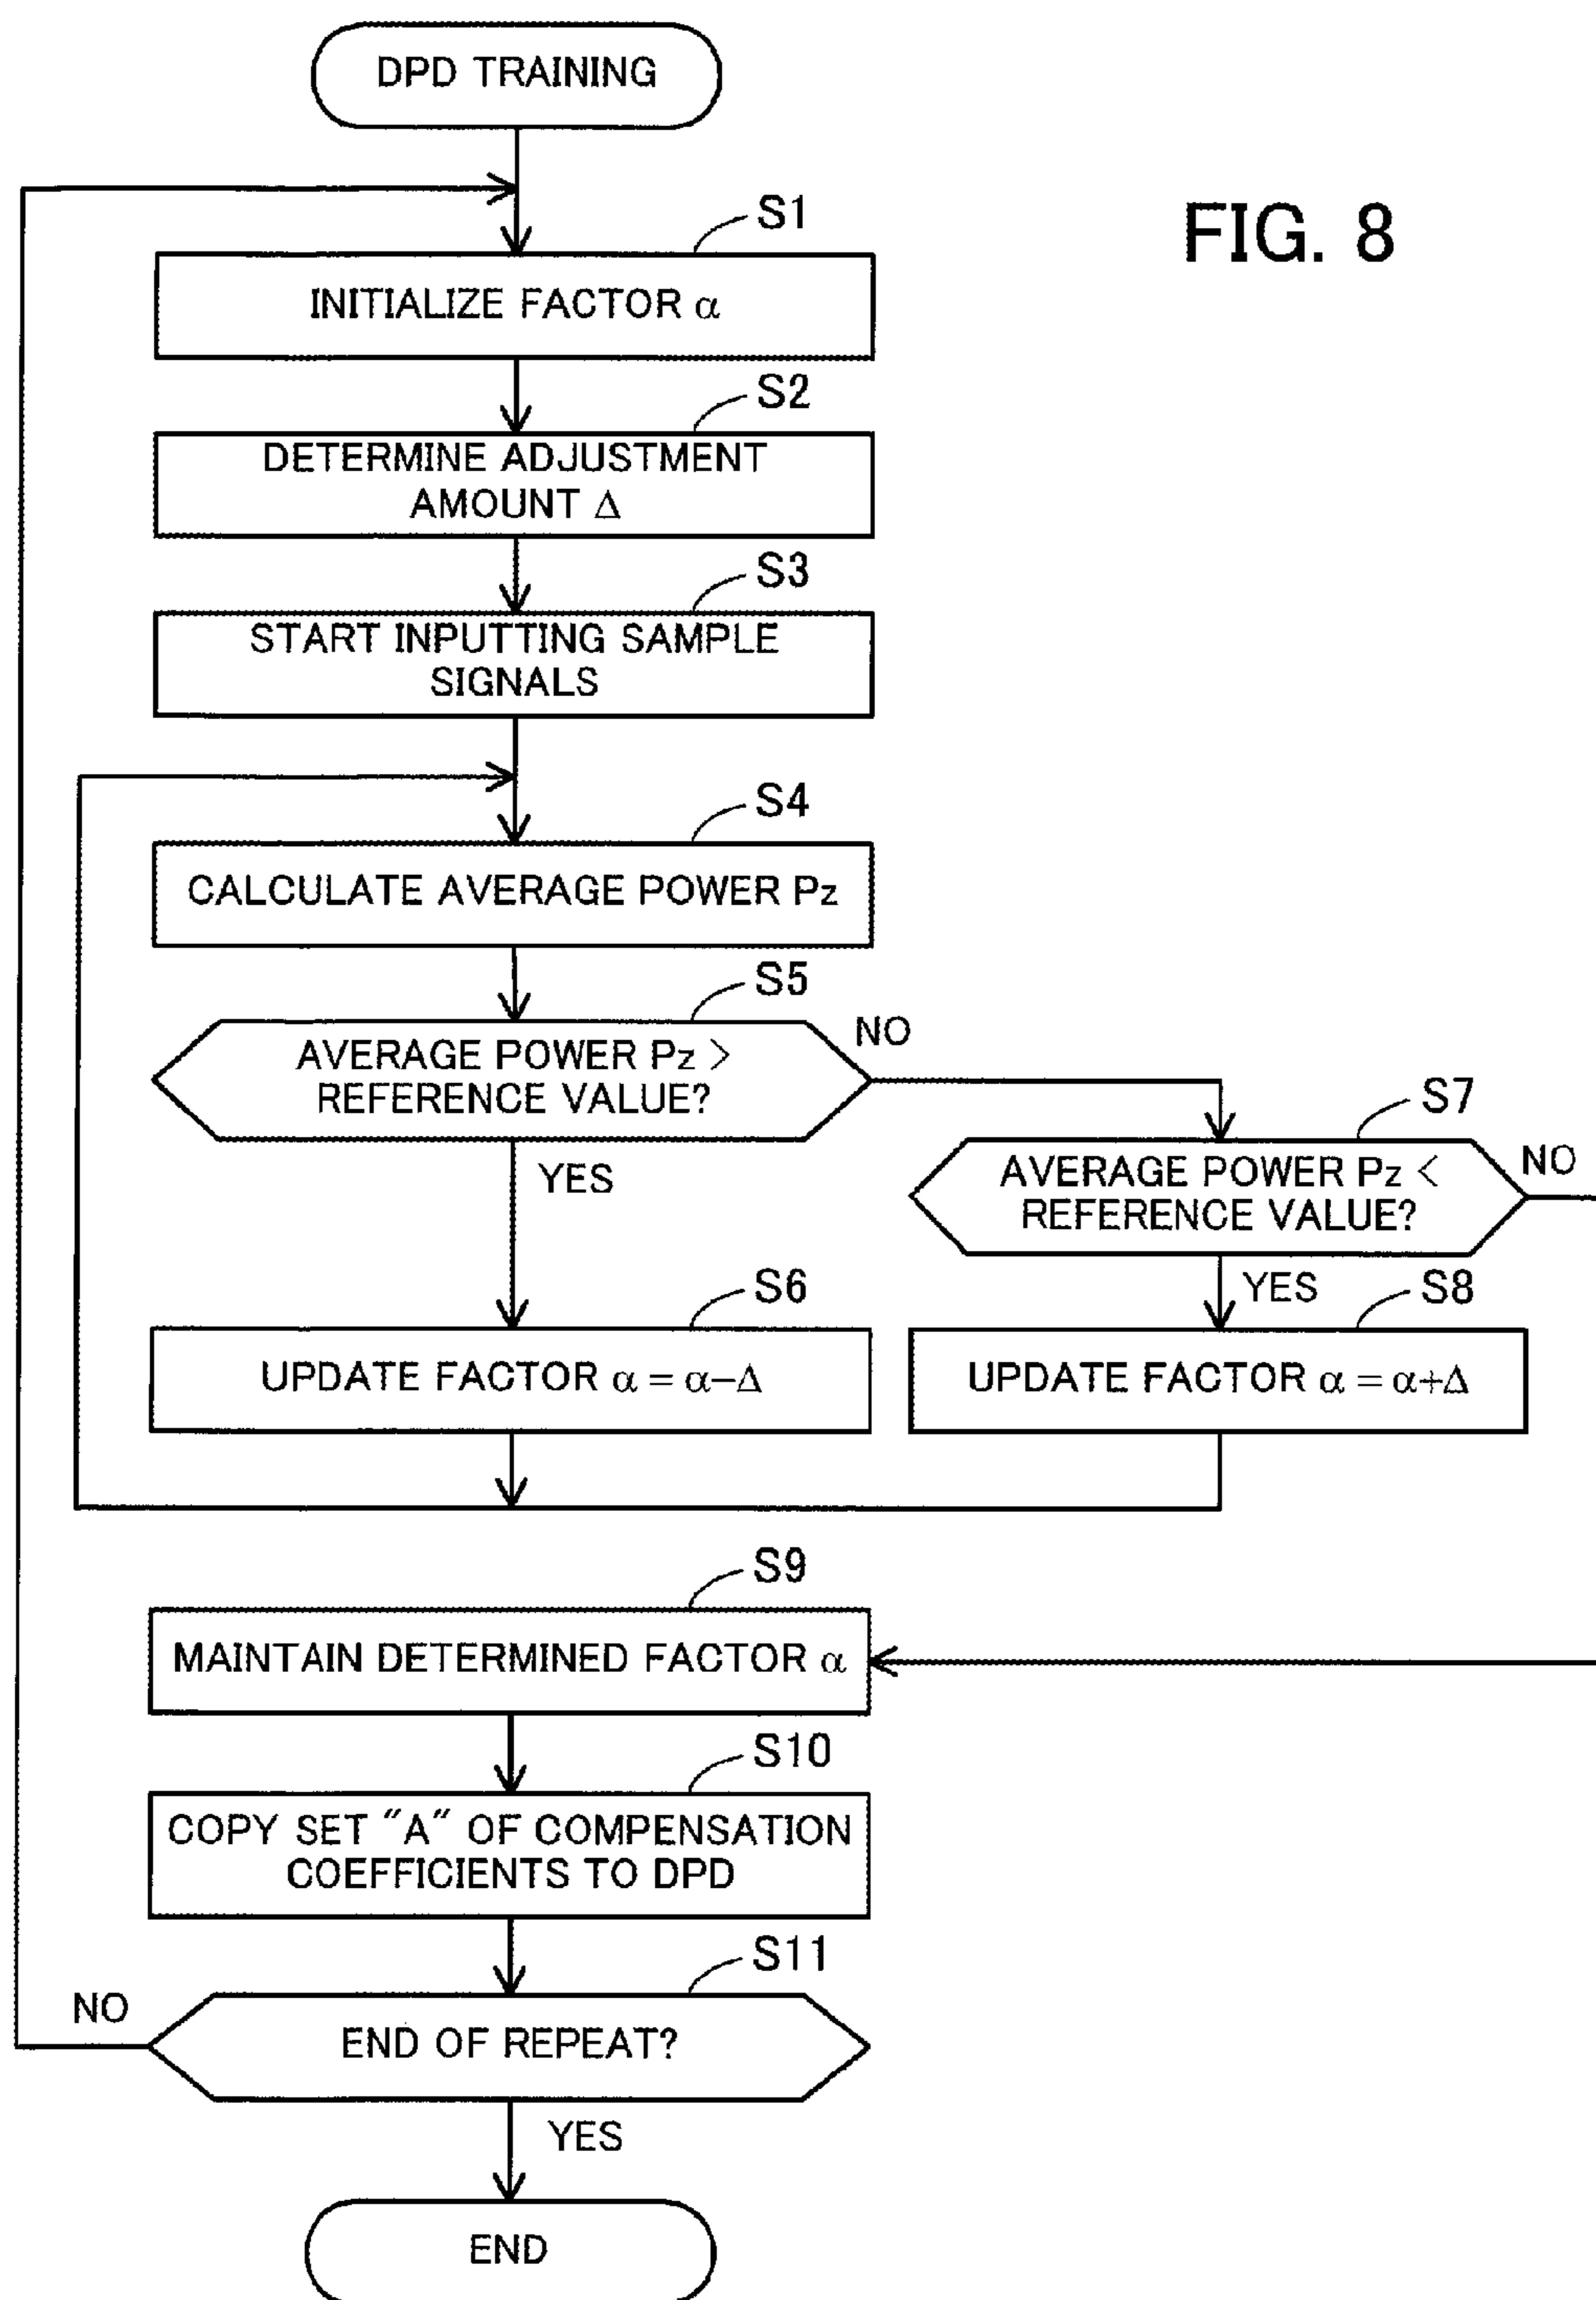 DPD TRAINING
FIG. 8
S1
INITIALIZE FACTOR α
S2
DETERMINE ADJUSTMENT
AMOUNT Δ
S3
START INPUTTING SAMPLE
SIGNALS
S4
CALCULATE AVERAGE POWER Pz
S5
AVERAGE POWER Pz >
REFERENCE VALUE?
NO
YES
S7
AVERAGE POWER Pz <
REFERENCE VALUE?
NO
YES
S6
UPDATE FACTOR α = α−Δ
S8
UPDATE FACTOR α = α+Δ
S9
MAINTAIN DETERMINED FACTOR α
S10
COPY SET "A" OF COMPENSATION
COEFFICIENTS TO DPD
S11
END OF REPEAT?
NO
YES
END